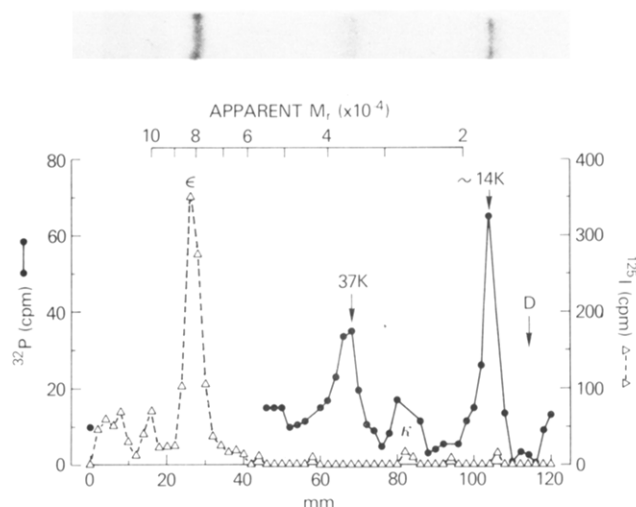 APPARENT Mr (x10⁻⁴)
10 8 6 4 2
80 400
ϵ ~ 14K
60 300
37K D
40 200
20 100
0 0
0 20 40 60 80 100 120
mm
³²P (cpm)
¹²⁵I (cpm)